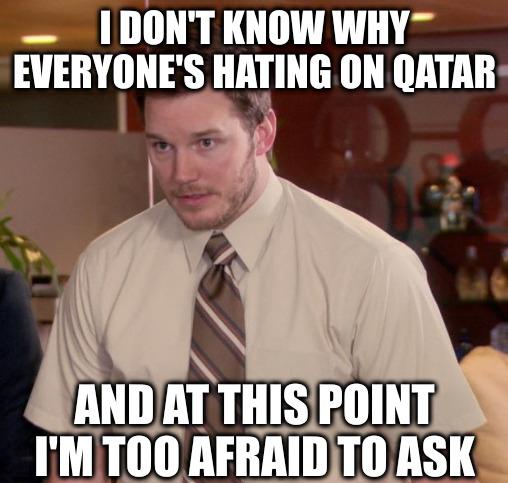 I DON'T KNOW WHY
EVERYONE'S HATING ON QATAR
AND AT THIS POINT
I'M TOO AFRAID TO ASK